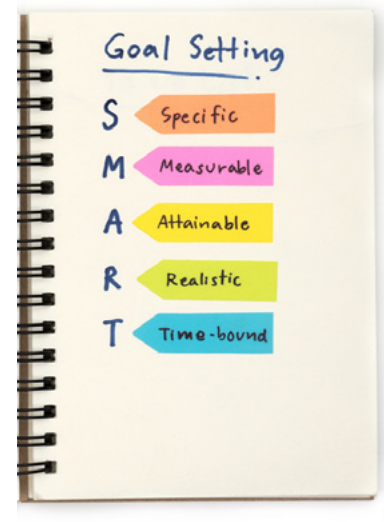 Goal Setting
S Specific
M Measurable
A Attainable
R Realistic
T Time-bound